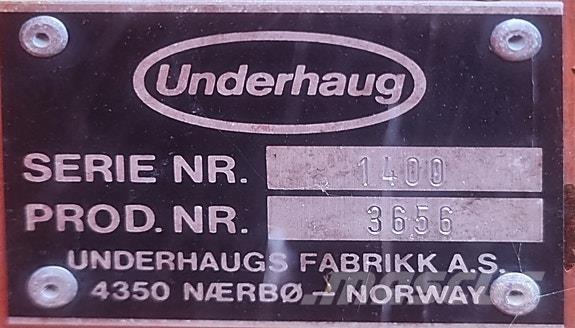 Underhaug
SERIE NR. 1400
PROD. NR. 3656
UNDERHAUGS FABRIKK A.S.
4350 NÆRBØ - NORWAY